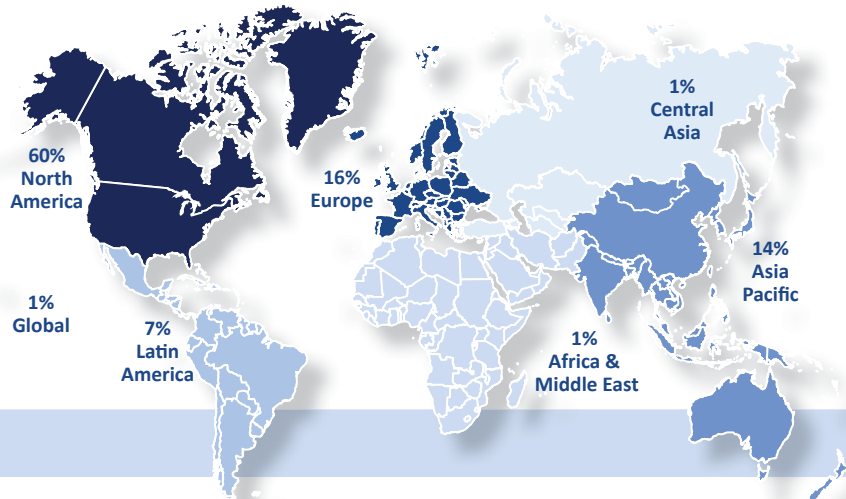 1%
Central
Asia
60%
North
America
16%
Europe
14%
Asia
Pacific
1%
Global
7%
Latin
America
1%
Africa &
Middle East